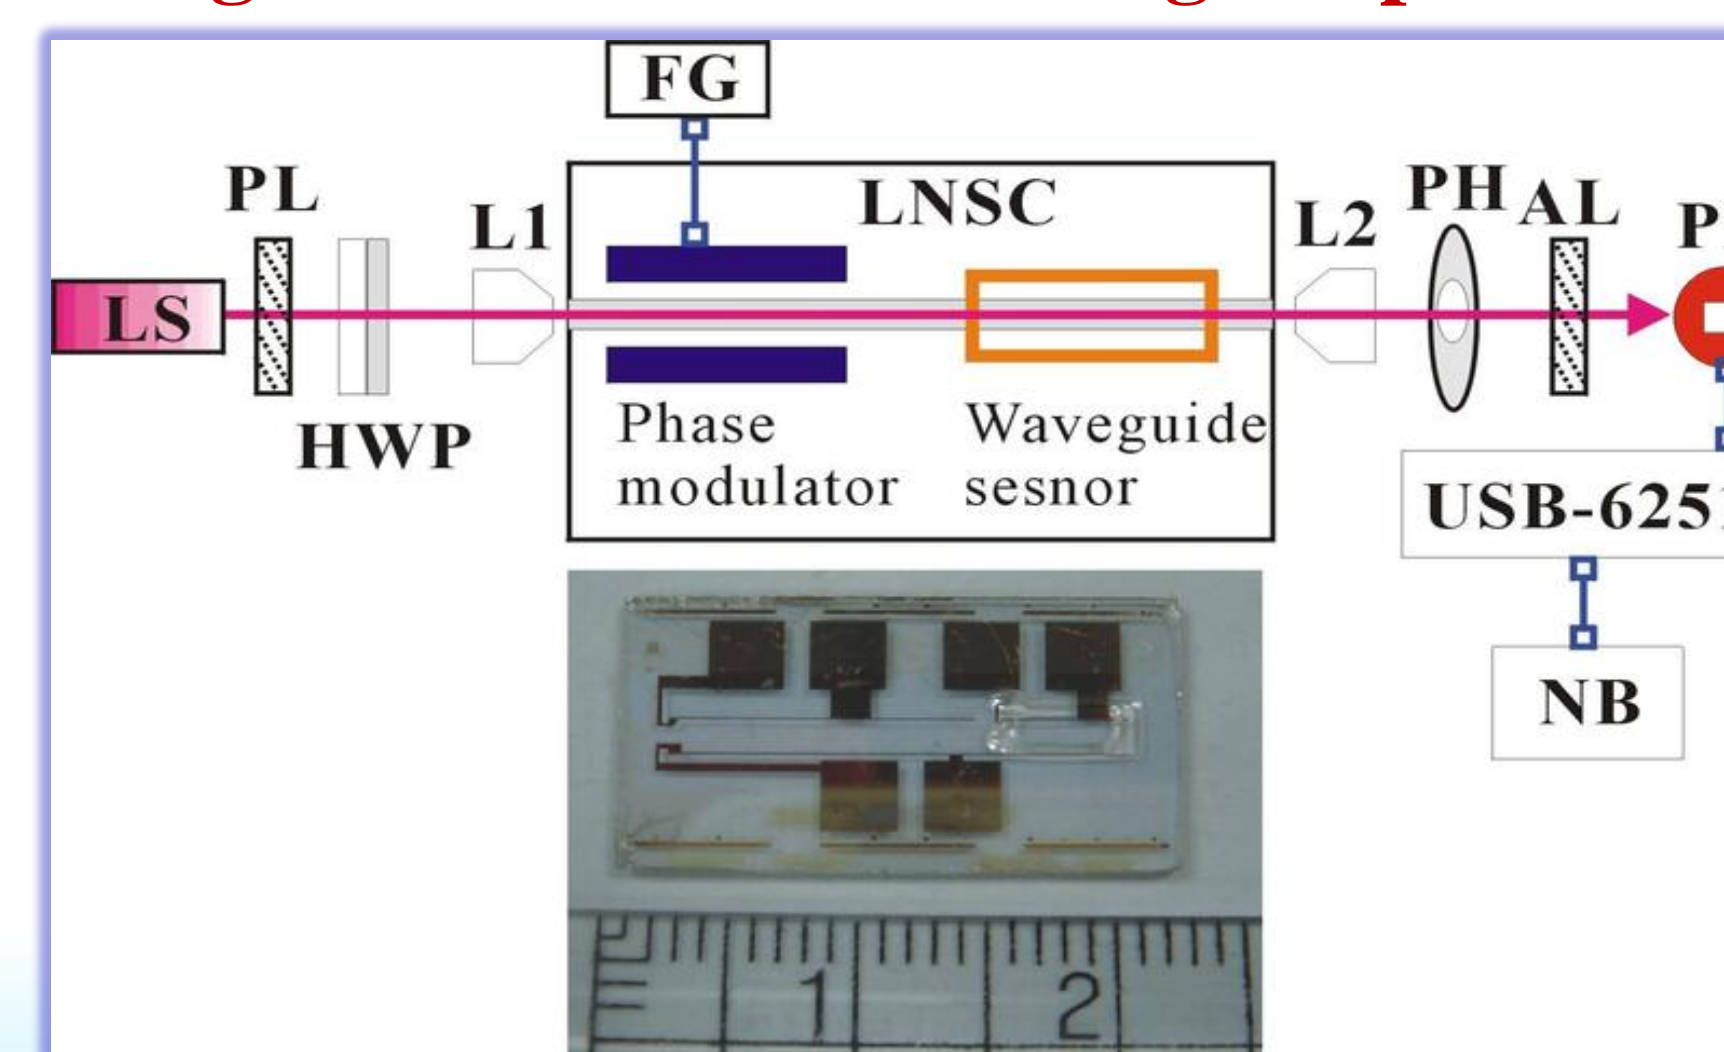 FG
PL
L1
LNSC
L2
PH
AL
LS
HWP
Phase
modulator
Waveguide
sesnor
NB
1
2